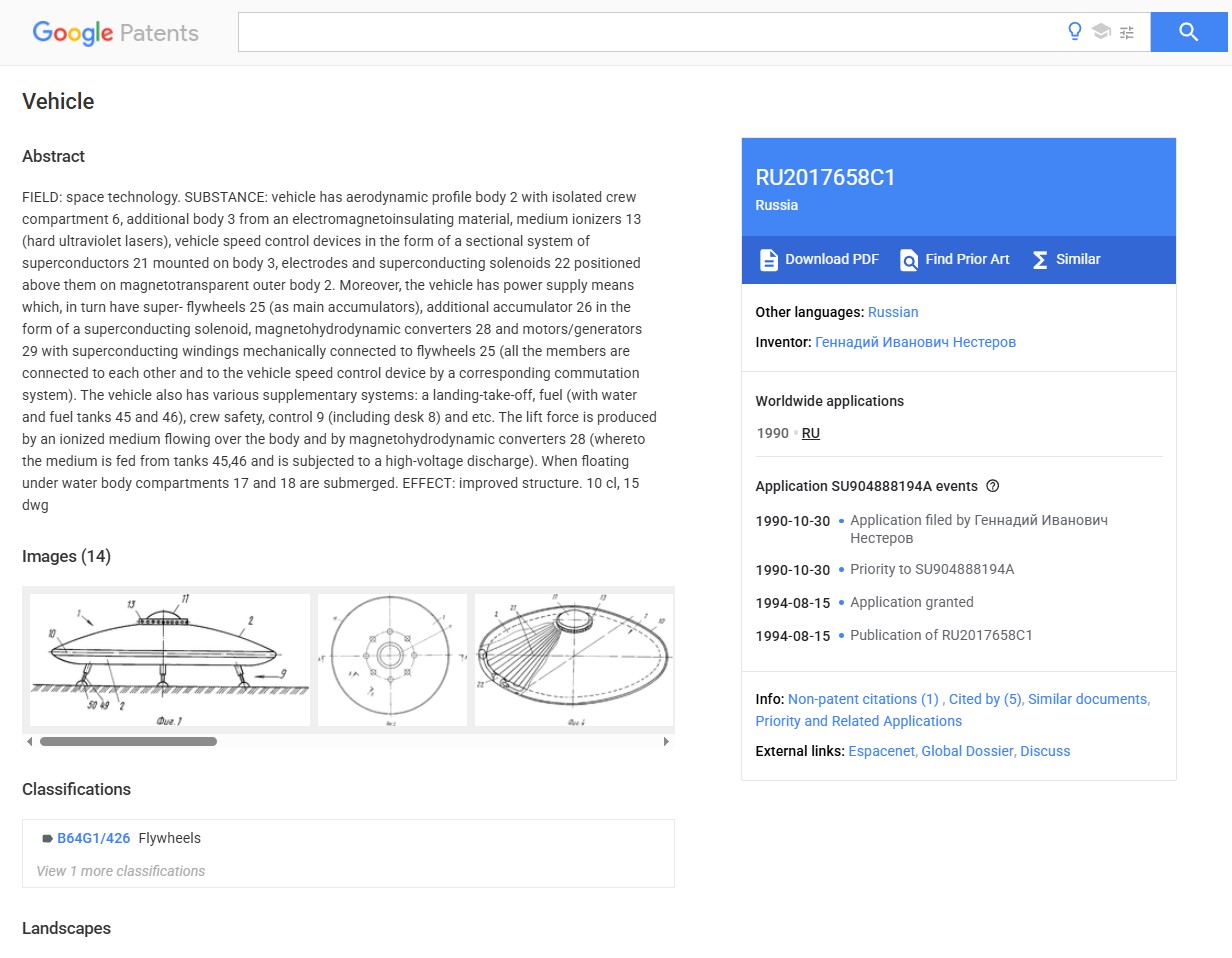 Google Patents
Vehicle
Abstract
FIELD: space technology. SUBSTANCE: vehicle has aerodynamic profile body 2 with isolated crew
compartment 6, additional body 3 from an electromagnetoinsulating material, medium ionizers 13
(hard ultraviolet lasers), vehicle speed control devices in the form of a sectional system of
superconductors 21 mounted on body 3, electrodes and superconducting solenoids 22 positioned
above them on magnetotransparent outer body 2. Moreover, the vehicle has power supply means
which, in turn have super- flywheels 25 (as main accumulators), additional accumulator 26 in the
form of a superconducting solenoid, magnetohydrodynamic converters 28 and motors/generators
29 with superconducting windings mechanically connected to flywheels 25 (all the members are
connected to each other and to the vehicle speed control device by a corresponding commutation
system). The vehicle also has various supplementary systems: a landing-take-off, fuel (with water
and fuel tanks 45 and 46), crew safety, control 9 (including desk 8) and etc. The lift force is produced
by an ionized medium flowing over the body and by magnetohydrodynamic converters 28 (whereto
the medium is fed from tanks 45,46 and is subjected to a high-voltage discharge). When floating
under water body compartments 17 and 18 are submerged. EFFECT: improved structure. 10 cl, 15
dwg
Images (14)
1 13 11 2
10
9
50 49 2
Фиг. 1
2 21 11 13 2 10
22
Фиг. 4
Classifications
B64G1/426 Flywheels
View 1 more classifications
Landscapes
RU2017658C1
Russia
Download PDF Find Prior Art Similar
Other languages: Russian
Inventor: Геннадий Иванович Нестеров
Worldwide applications
1990 RU
Application SU904888194A events
1990-10-30 Application filed by Геннадий Иванович
Нестеров
1990-10-30 Priority to SU904888194A
1994-08-15 Application granted
1994-08-15 Publication of RU2017658C1
Info: Non-patent citations (1) , Cited by (5), Similar documents,
Priority and Related Applications
External links: Espacenet, Global Dossier, Discuss